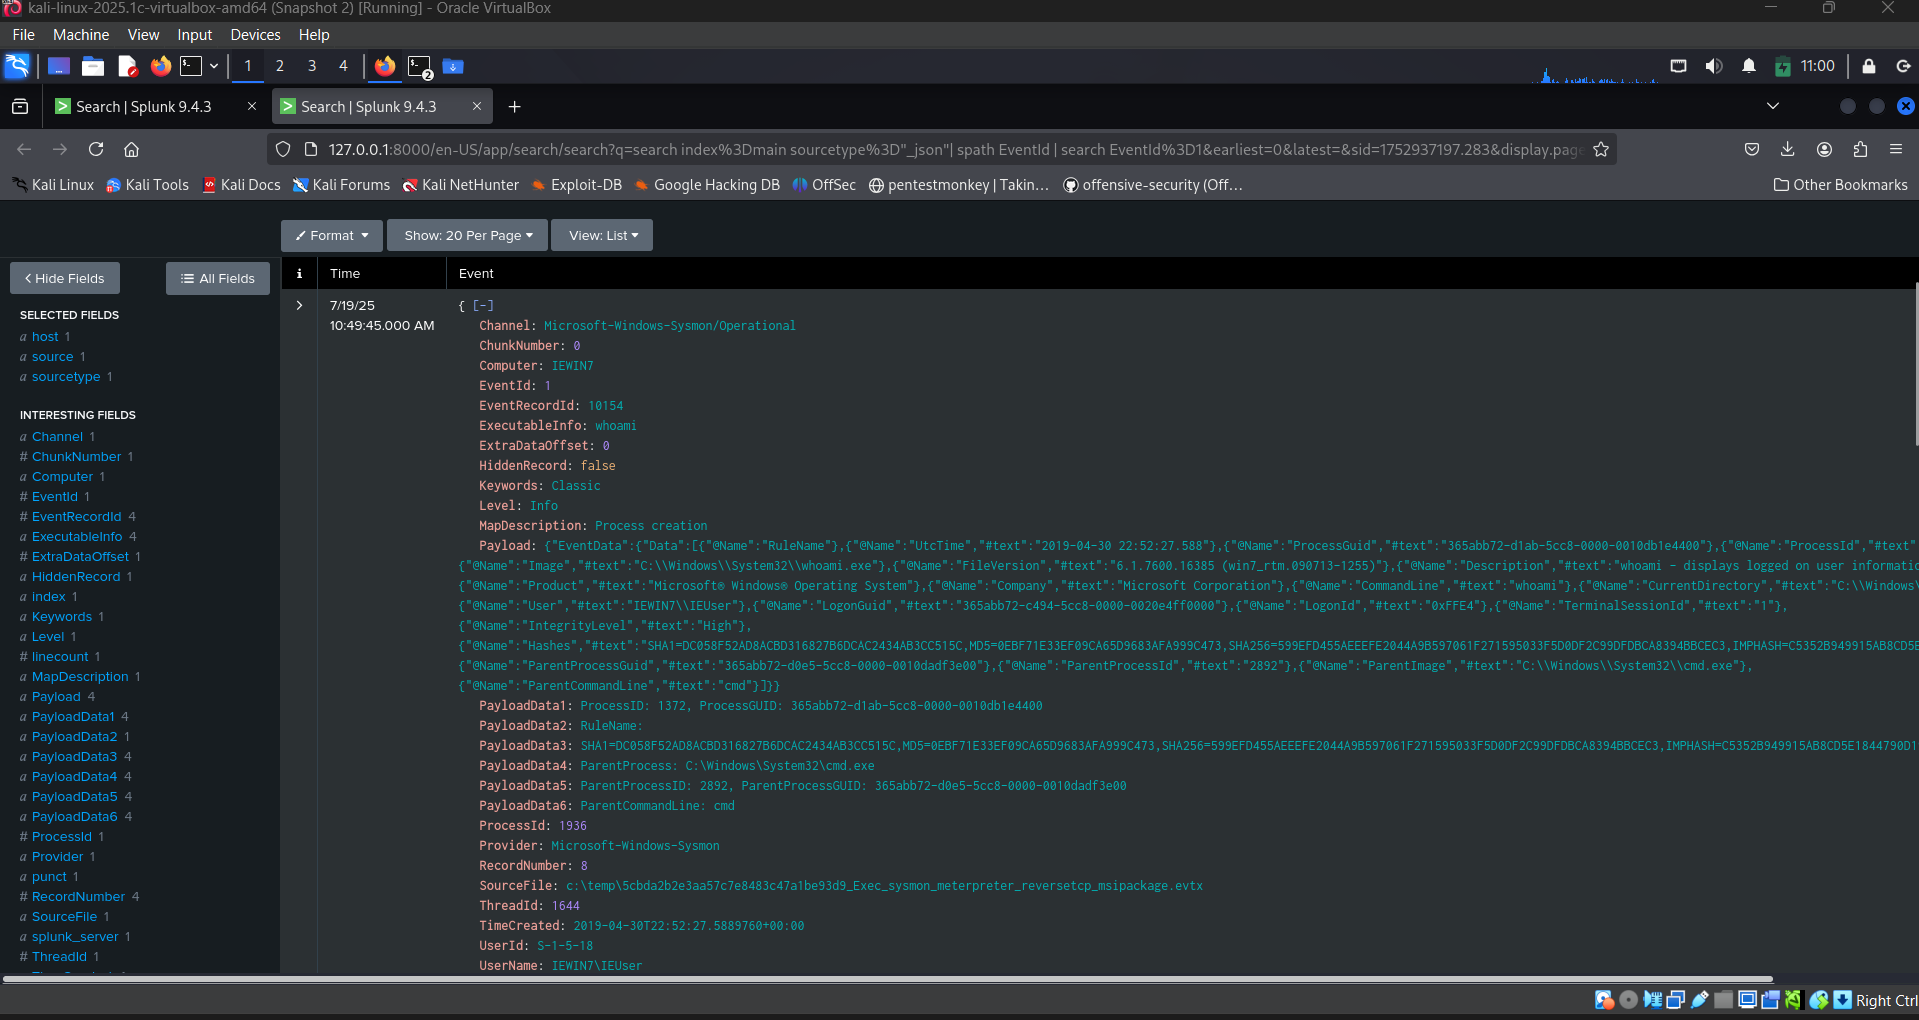 kali-linux-2025.1c-virtualbox-amd64 (Snapshot 2) [Running] - Oracle VirtualBox
File Machine View Input Devices Help
1 2 3 4 2 11:00
Search | Splunk 9.4.3 Search | Splunk 9.4.3
127.0.0.1:8000/en-US/app/search/search?q=search index%3Dmain sourcetype%3D"_json"| spath EventId | search EventId%3D1&earliest=0&latest=&sid=1752937197.283&display.page
Kali Linux Kali Tools Kali Docs Kali Forums Kali NetHunter Exploit-DB Google Hacking DB OffSec pentestmonkey | Takin… offensive-security (Off… Other Bookmarks
Format Show: 20 Per Page View: List
< Hide Fields All Fields
i Time Event
SELECTED FIELDS
a host 1
a source 1
a sourcetype 1
INTERESTING FIELDS
a Channel 1
# ChunkNumber 1
a Computer 1
# EventId 1
# EventRecordId 4
a ExecutableInfo 4
# ExtraDataOffset 1
a HiddenRecord 1
a index 1
a Keywords 1
a Level 1
# linecount 1
a MapDescription 1
a Payload 4
a PayloadData1 4
a PayloadData2 1
a PayloadData3 4
a PayloadData4 4
a PayloadData5 4
a PayloadData6 4
# ProcessId 1
a Provider 1
a punct 1
# RecordNumber 4
a SourceFile 1
a splunk_server 1
# ThreadId 1
7/19/25
10:49:45.000 AM
{ [-]
Channel: Microsoft-Windows-Sysmon/Operational
ChunkNumber: 0
Computer: IEWIN7
EventId: 1
EventRecordId: 10154
ExecutableInfo: whoami
ExtraDataOffset: 0
HiddenRecord: false
Keywords: Classic
Level: Info
MapDescription: Process creation
Payload: {"EventData":{"Data":[{"@Name":"RuleName"},{"@Name":"UtcTime","#text":"2019-04-30 22:52:27.588"},{"@Name":"ProcessGuid","#text":"365abb72-d1ab-5cc8-0000-0010db1e4400"},{"@Name":"ProcessId","#text"
{"@Name":"Image","#text":"C:\\Windows\\System32\\whoami.exe"},{"@Name":"FileVersion","#text":"6.1.7600.16385 (win7_rtm.090713-1255)"},{"@Name":"Description","#text":"whoami - displays logged on user informatio
{"@Name":"Product","#text":"Microsoft® Windows® Operating System"},{"@Name":"Company","#text":"Microsoft Corporation"},{"@Name":"CommandLine","#text":"whoami"},{"@Name":"CurrentDirectory","#text":"C:\\Windows\
{"@Name":"User","#text":"IEWIN7\\IEUser"},{"@Name":"LogonGuid","#text":"365abb72-c494-5cc8-0000-0020e4ff0000"},{"@Name":"LogonId","#text":"0xFFE4"},{"@Name":"TerminalSessionId","#text":"1"},
{"@Name":"IntegrityLevel","#text":"High"},
{"@Name":"Hashes","#text":"SHA1=DC058F52AD8ACBD316827B6DCAC2434AB3CC515C,MD5=0EBF71E33EF09CA65D9683AFA999C473,SHA256=599EFD455AEEEFE2044A9B597061F271595033F5D0DF2C99DFDBCA8394BBCEC3,IMPHASH=C5352B949915AB8CD5E
{"@Name":"ParentProcessGuid","#text":"365abb72-d0e5-5cc8-0000-0010dadf3e00"},{"@Name":"ParentProcessId","#text":"2892"},{"@Name":"ParentImage","#text":"C:\\Windows\\System32\\cmd.exe"},
{"@Name":"ParentCommandLine","#text":"cmd"}]}}
PayloadData1: ProcessID: 1372, ProcessGUID: 365abb72-d1ab-5cc8-0000-0010db1e4400
PayloadData2: RuleName:
PayloadData3: SHA1=DC058F52AD8ACBD316827B6DCAC2434AB3CC515C,MD5=0EBF71E33EF09CA65D9683AFA999C473,SHA256=599EFD455AEEEFE2044A9B597061F271595033F5D0DF2C99DFDBCA8394BBCEC3,IMPHASH=C5352B949915AB8CD5E1844790D1
PayloadData4: ParentProcess: C:\Windows\System32\cmd.exe
PayloadData5: ParentProcessID: 2892, ParentProcessGUID: 365abb72-d0e5-5cc8-0000-0010dadf3e00
PayloadData6: ParentCommandLine: cmd
ProcessId: 1936
Provider: Microsoft-Windows-Sysmon
RecordNumber: 8
SourceFile: c:\temp\5cbda2b2e3aa57c7e8483c47a1be93d9_Exec_sysmon_meterpreter_reversetcp_msipackage.evtx
ThreadId: 1644
TimeCreated: 2019-04-30T22:52:27.5889760+00:00
UserId: S-1-5-18
UserName: IEWIN7\IEUser
Right Ctrl